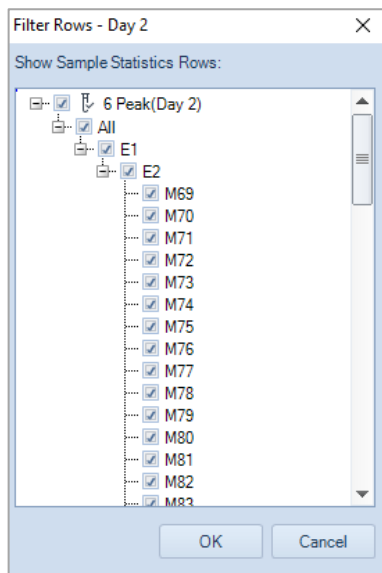 Filter Rows - Day 2
Show Sample Statistics Rows:
6 Peak(Day 2)
All
E1
E2
M69
M70
M71
M72
M73
M74
M75
M76
M77
M78
M79
M80
M81
M82
M83
OK Cancel